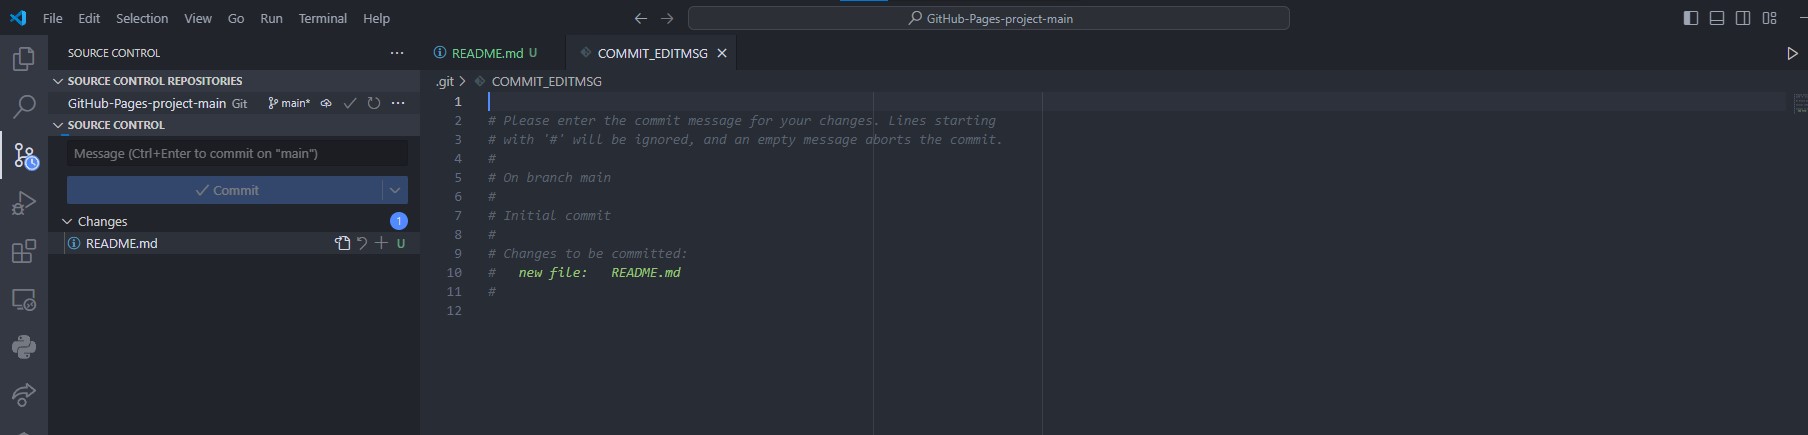 File Edit Selection View Go Run Terminal Help
GitHub-Pages-project-main
SOURCE CONTROL
SOURCE CONTROL REPOSITORIES
GitHub-Pages-project-main Git main*
SOURCE CONTROL
Message (Ctrl+Enter to commit on "main")
Commit
Changes 1
README.md U
README.md U COMMIT_EDITMSG
.git > COMMIT_EDITMSG
1
2 # Please enter the commit message for your changes. Lines starting
3 # with '#' will be ignored, and an empty message aborts the commit.
4 #
5 # On branch main
6 #
7 # Initial commit
8 #
9 # Changes to be committed:
10 # new file: README.md
11 #
12